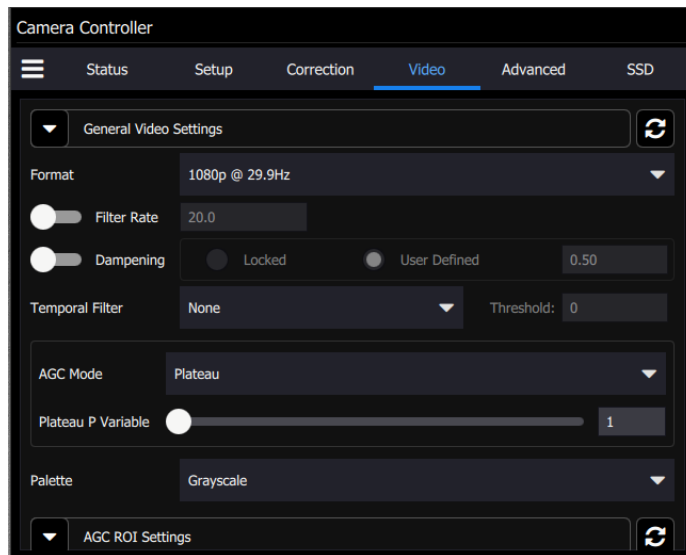 Camera Controller
Status Setup Correction Video Advanced SSD
General Video Settings
Format 1080p @ 29.9Hz
Filter Rate 20.0
Dampening Locked User Defined 0.50
Temporal Filter None Threshold: 0
AGC Mode Plateau
Plateau P Variable 1
Palette Grayscale
AGC ROI Settings